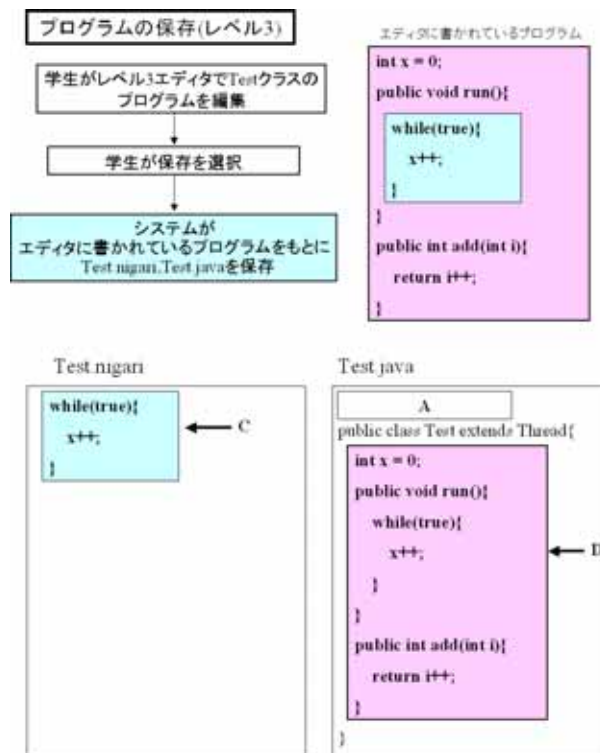 プログラムの保存(レベル3)
学生がレベル3エディタでTestクラスの
プログラムを編集
学生が保存を選択
システムが
エディタに書かれているプログラムをもとに
Test.nigari,Test.javaを保存
エディタに書かれているプログラム
int x = 0;
public void run(){
while(true){
x++;
}
}
public int add(int i){
return i++;
}
Test.nigari
while(true){
x++;
}
C
Test.java
A
public class Test extends Thread{
int x = 0;
public void run(){
while(true){
x++;
}
}
public int add(int i){
return i++;
}
}
D